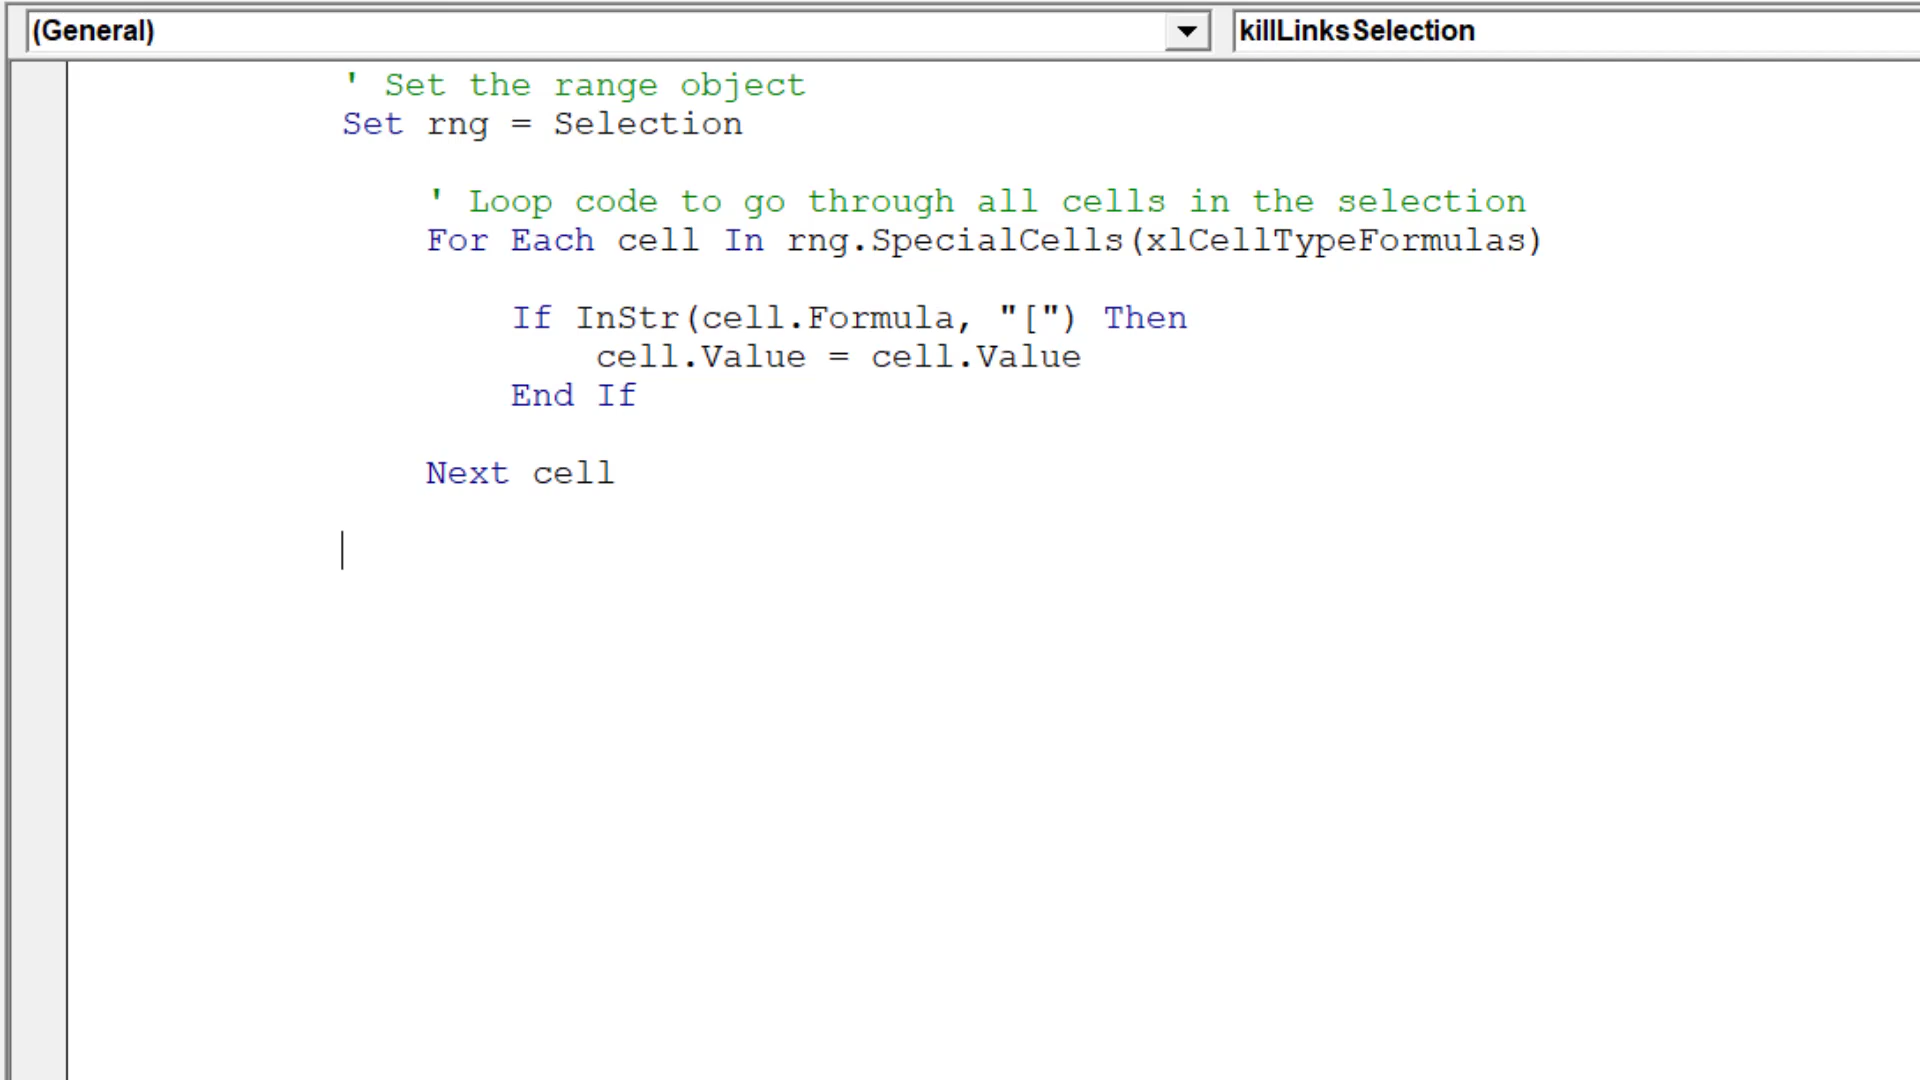 (General)
killLinksSelection
' Set the range object
Set rng = Selection
' Loop code to go through all cells in the selection
For Each cell In rng.SpecialCells(xlCellTypeFormulas)
If InStr(cell.Formula, "[") Then
cell.Value = cell.Value
End If
Next cell